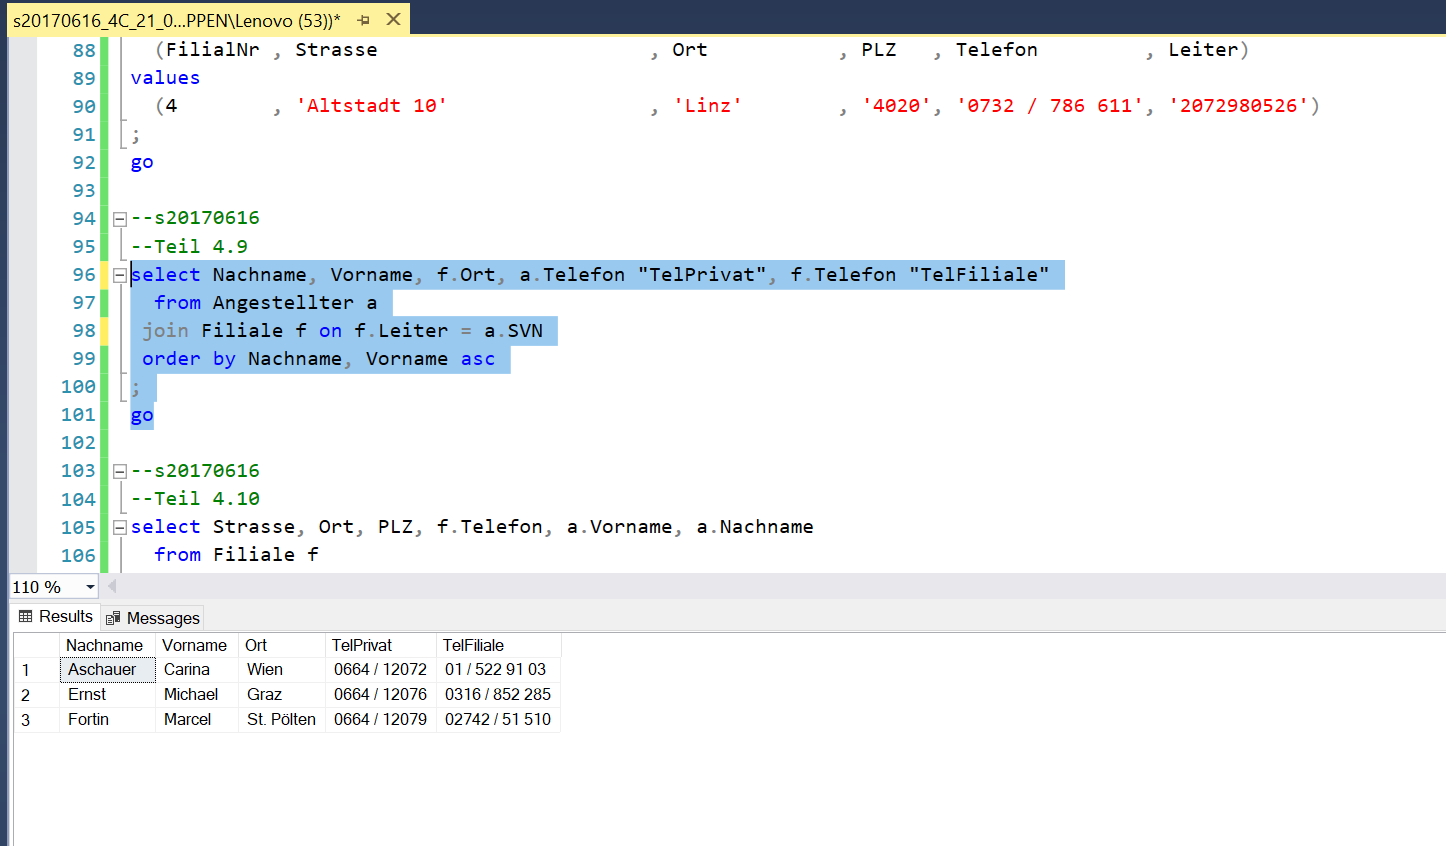 s20170616_4C_21_0...PPEN\Lenovo (53))*
88 (FilialNr , Strasse , Ort , PLZ , Telefon , Leiter)
89 values
90 (4 , 'Altstadt 10' , 'Linz' , '4020', '0732 / 786 611', '2072980526')
91 ;
92 go
93
94 --s20170616
95 --Teil 4.9
96 select Nachname, Vorname, f.Ort, a.Telefon "TelPrivat", f.Telefon "TelFiliale"
97 from Angestellter a
98 join Filiale f on f.Leiter = a.SVN
99 order by Nachname, Vorname asc
100 ;
101 go
102
103 --s20170616
104 --Teil 4.10
105 select Strasse, Ort, PLZ, f.Telefon, a.Vorname, a.Nachname
106 from Filiale f
110 %
Results Messages
Nachname Vorname Ort TelPrivat TelFiliale
1 Aschauer Carina Wien 0664 / 12072 01 / 522 91 03
2 Ernst Michael Graz 0664 / 12076 0316 / 852 285
3 Fortin Marcel St. Pölten 0664 / 12079 02742 / 51 510